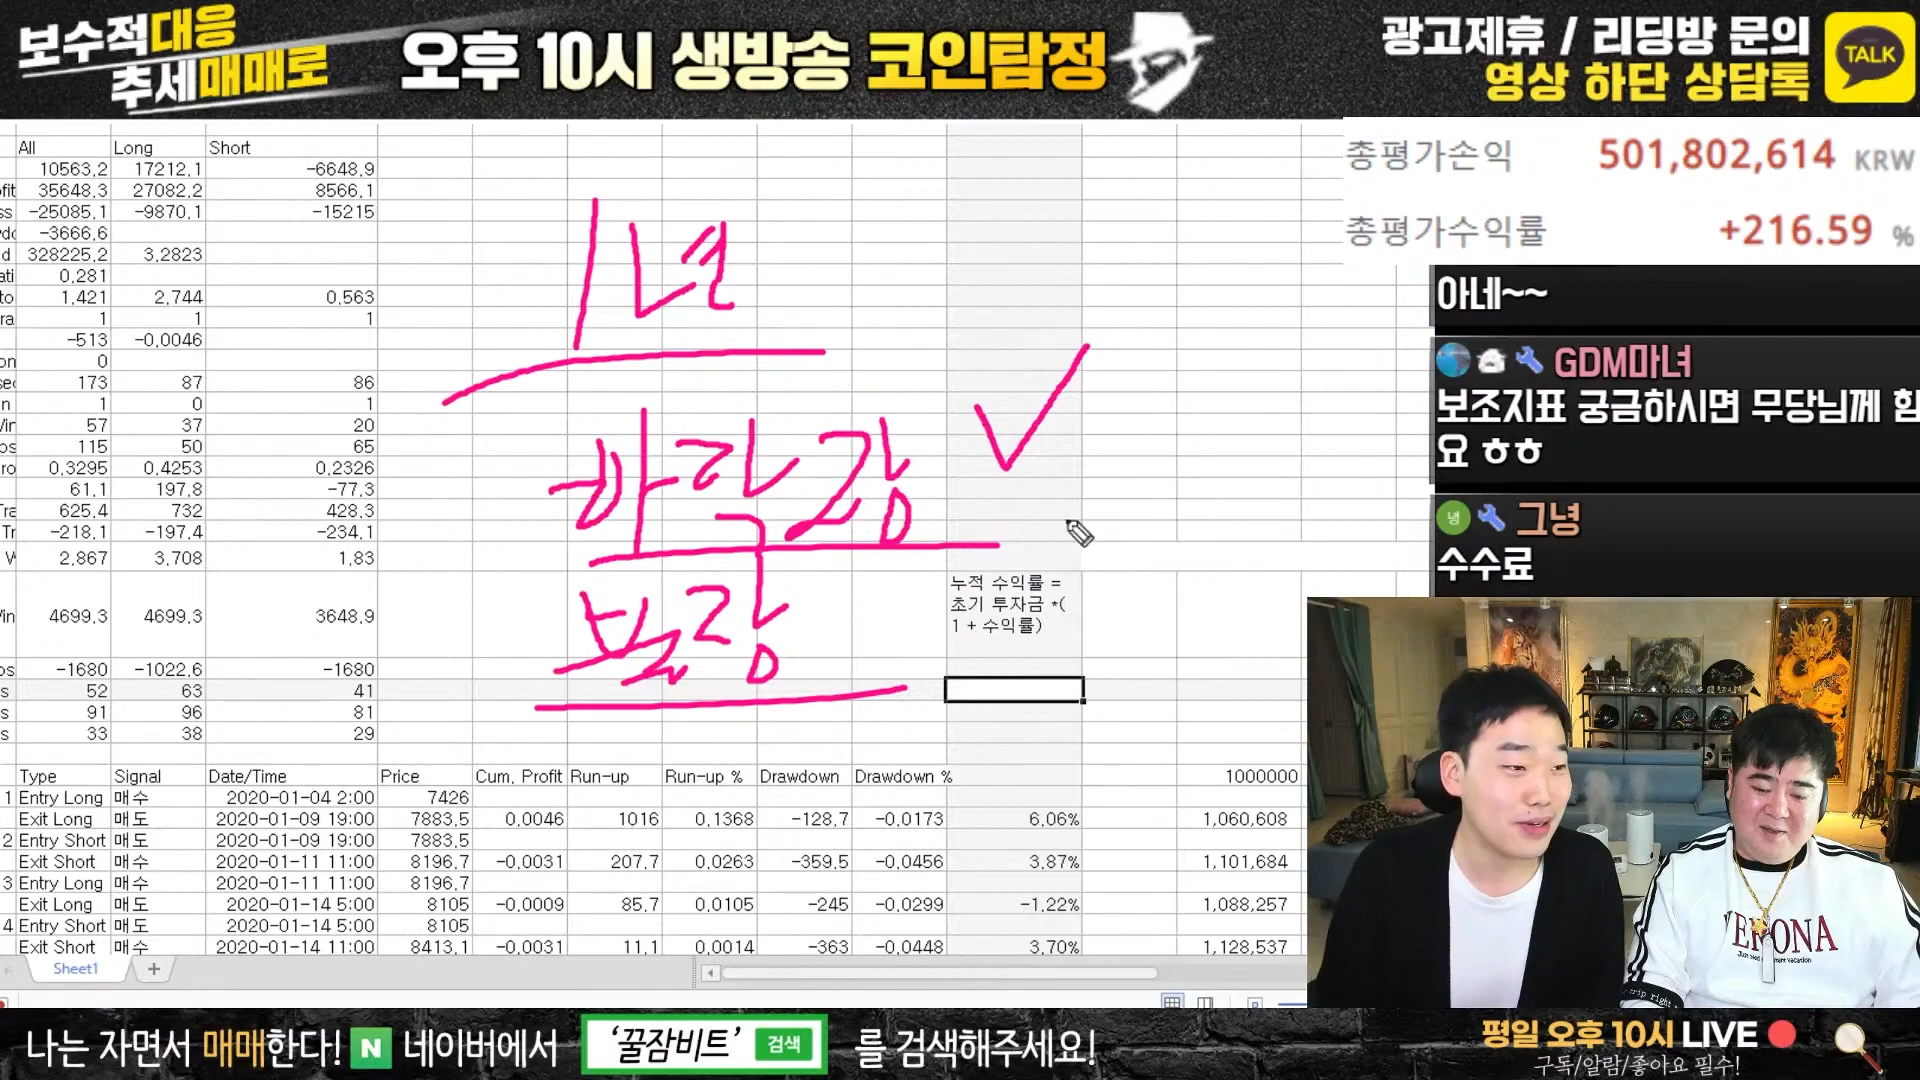 보수적대응
추세매매로
오후 10시 생방송 코인탐정
광고제휴 / 리딩방 문의
영상 하단 상담톡
TALK
총평가손익 501,802,614 KRW
총평가수익률 +216.59 %
All Long Short
10563,2 17212,1 -6648,9
ofit 35648,3 27082,2 8566,1
ss -25085,1 -9870,1 -15215
-3666,6
d 328225,2 3,2823
ati 0,281
to 1,421 2,744 0,563
ra 1 1 1
-513 -0,0046
on 0
sec 173 87 86
n 1 0 1
Vin 57 37 20
os 115 50 65
ro 0,3295 0,4253 0,2326
61,1 197,8 -77,3
Tra 625,4 732 428,3
Tr -218,1 -197,4 -234,1
W 2,867 3,708 1,83
Vin 4699,3 4699,3 3648,9
os -1680 -1022,6 -1680
s 52 63 41
s 91 96 81
s 33 38 29
1년
바닥감
보장
누적 수익률 =
초기 투자금 *(
1 + 수익률)
Type Signal Date/Time Price Cum, Profit Run-up Run-up % Drawdown Drawdown % 1000000
1 Entry Long 매수 2020-01-04 2:00 7426
Exit Long 매도 2020-01-09 19:00 7883,5 0,0046 1016 0,1368 -128,7 -0,0173 6,06% 1,060,608
2 Entry Short 매도 2020-01-09 19:00 7883,5
Exit Short 매수 2020-01-11 11:00 8196,7 -0,0031 207,7 0,0263 -359,5 -0,0456 3,87% 1,101,684
3 Entry Long 매수 2020-01-11 11:00 8196,7
Exit Long 매도 2020-01-14 5:00 8105 -0,0009 85,7 0,0105 -245 -0,0299 -1,22% 1,088,257
4 Entry Short 매도 2020-01-14 5:00 8105
Exit Short 매수 2020-01-14 11:00 8413,1 -0,0031 11,1 0,0014 -363 -0,0448 3,70% 1,128,537
Sheet1
아네~~
GDM마녀
보조지표 궁금하시면 무당님께 함
요 ㅎㅎ
녕 그녕
수수료
VERONA
나는 자면서 매매한다! N 네이버에서 ‘꿀잠비트’ 검색 를 검색해주세요!
평일 오후 10시 LIVE
구독/알람/좋아요 필수!